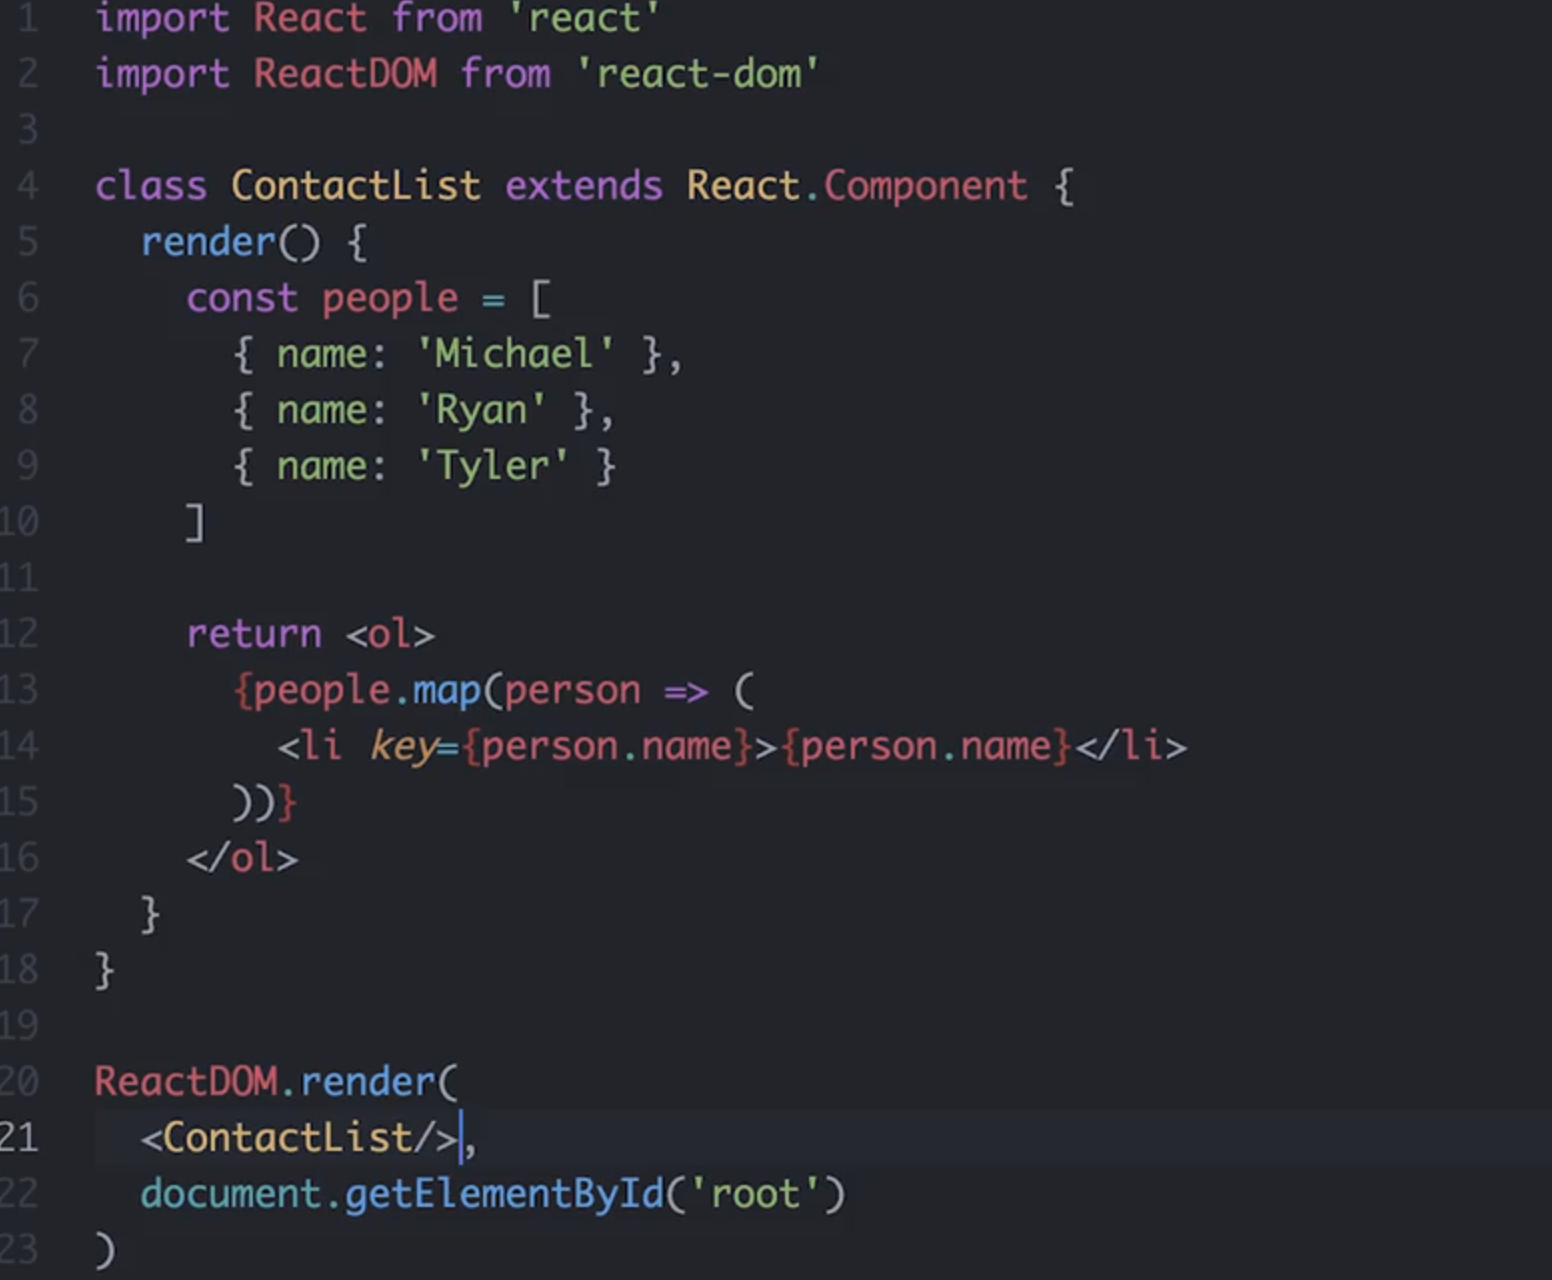 1 import React from 'react'
2 import ReactDOM from 'react-dom'
3
4 class ContactList extends React.Component {
5   render() {
6     const people = [
7       { name: 'Michael' },
8       { name: 'Ryan' },
9       { name: 'Tyler' }
10     ]
11
12     return <ol>
13       {people.map(person => (
14         <li key={person.name}>{person.name}</li>
15       ))}
16     </ol>
17   }
18 }
19
20 ReactDOM.render(
21   <ContactList/>,
22   document.getElementById('root')
23 )